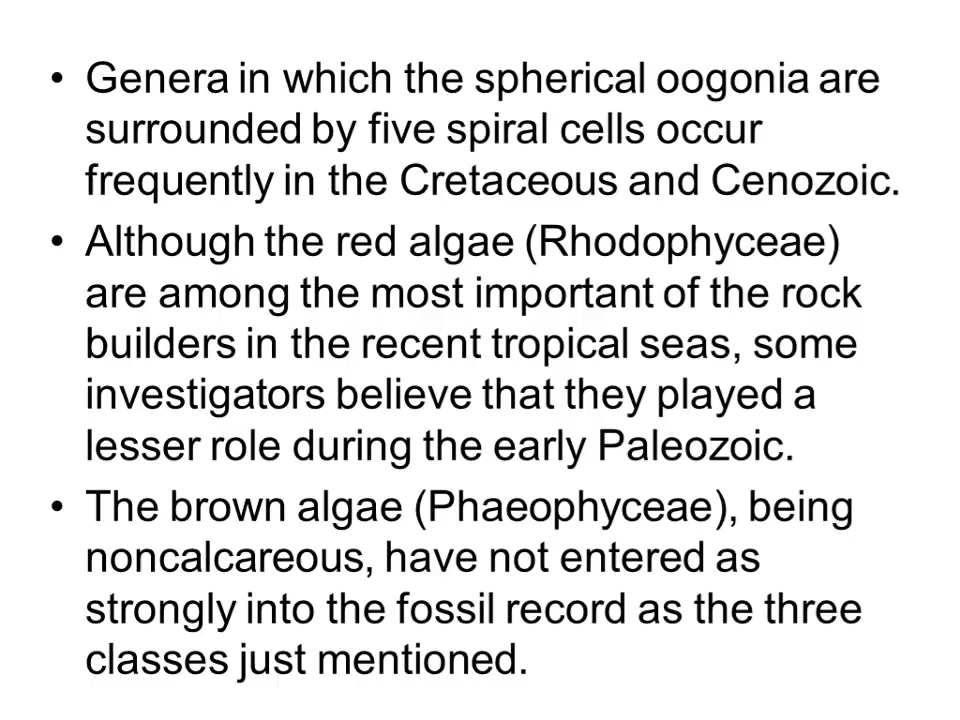 • Genera in which the spherical oogonia are
surrounded by five spiral cells occur
frequently in the Cretaceous and Cenozoic.
• Although the red algae (Rhodophyceae)
are among the most important of the rock
builders in the recent tropical seas, some
investigators believe that they played a
lesser role during the early Paleozoic.
• The brown algae (Phaeophyceae), being
noncalcareous, have not entered as
strongly into the fossil record as the three
classes just mentioned.